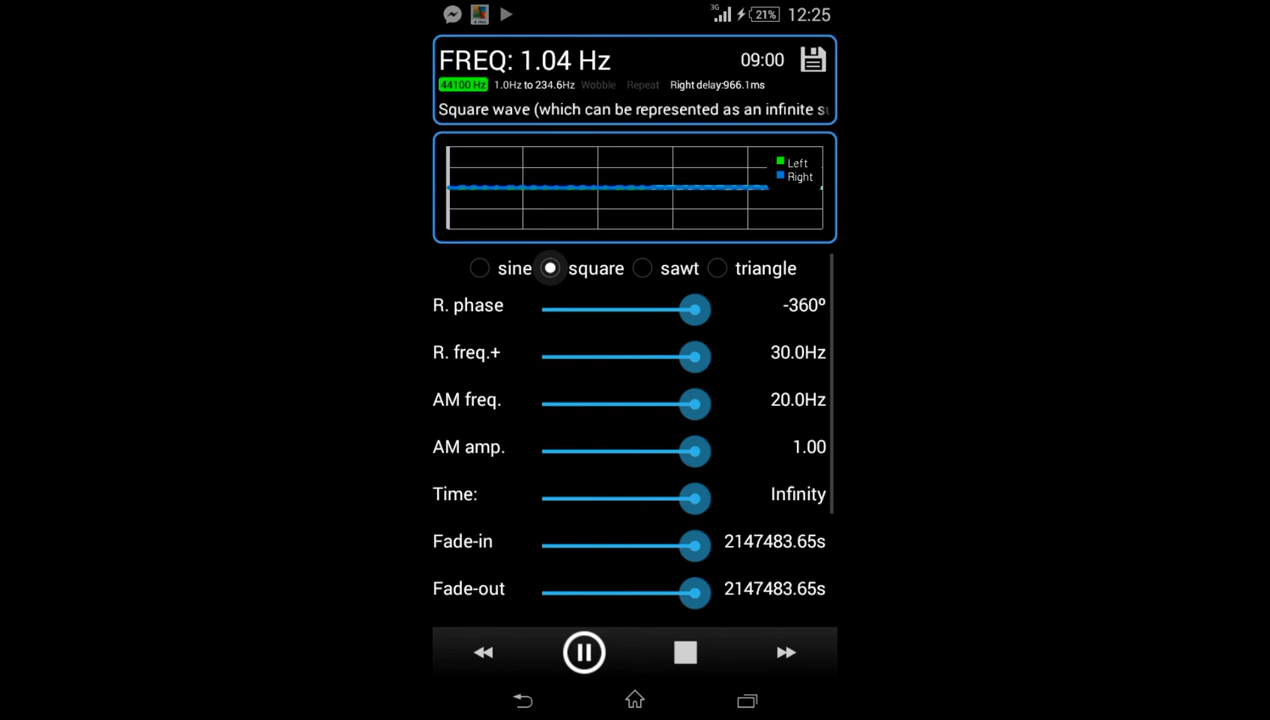 3G 21% 12:25
FREQ: 1.04 Hz 09:00
44100 Hz 1.0Hz to 234.6Hz Wobble Repeat Right delay:966.1ms
Square wave (which can be represented as an infinite
Left
Right
sine square sawt triangle
R. phase -360º
R. freq.+ 30.0Hz
AM freq. 20.0Hz
AM amp. 1.00
Time: Infinity
Fade-in 2147483.65s
Fade-out 2147483.65s